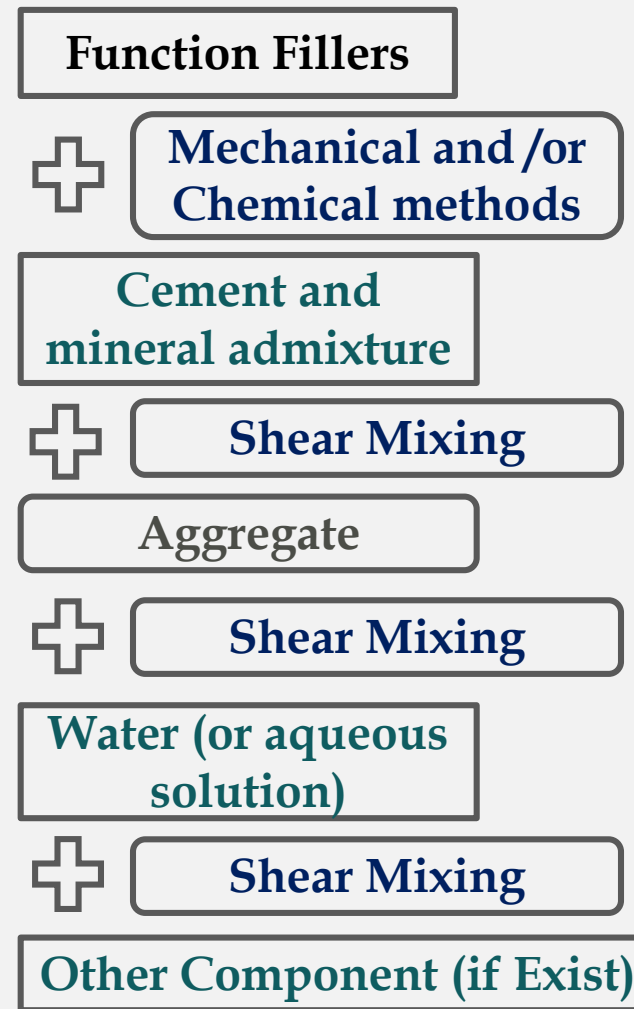 Function Fillers
Mechanical and/or
Chemical methods
Cement and
mineral admixture
Shear Mixing
Aggregate
Shear Mixing
Water (or aqueous
solution)
Shear Mixing
Other Component (if Exist)